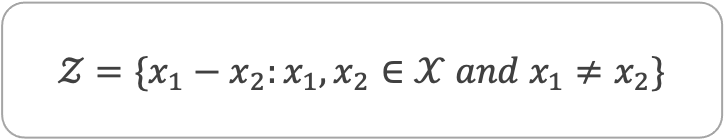 𝒵 = {x₁ − x₂: x₁, x₂ ∈ 𝒳 and x₁ ≠ x₂}